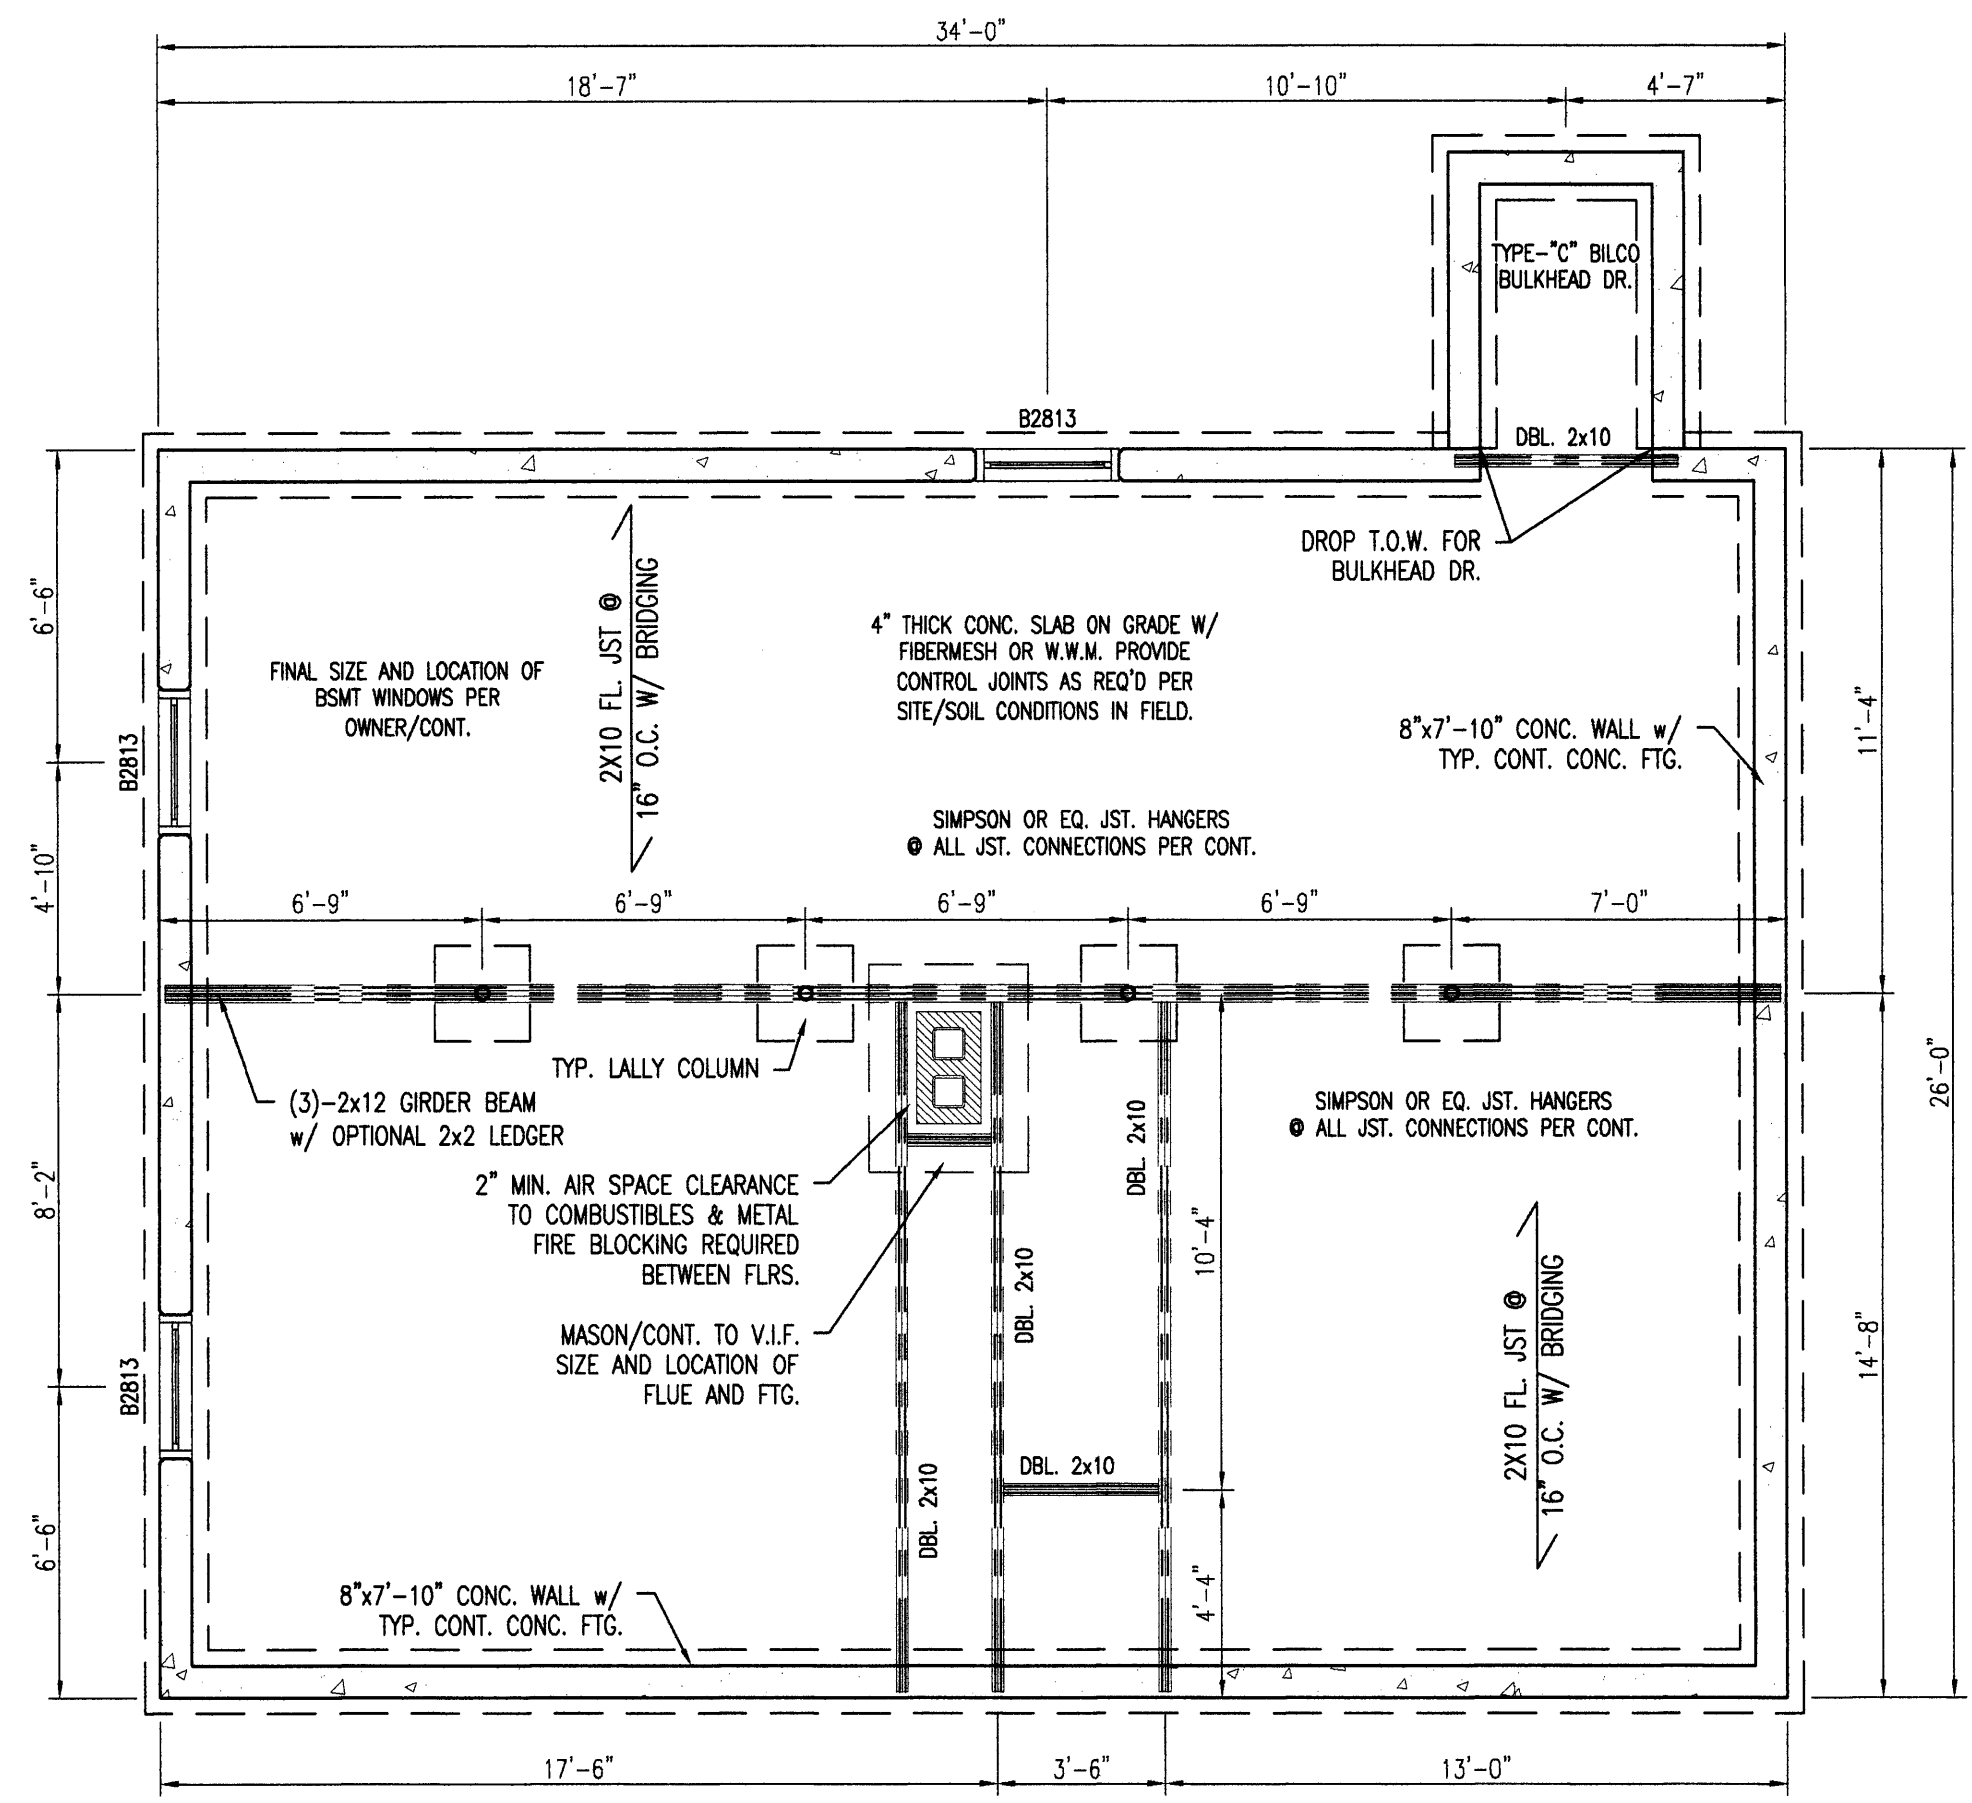 34'-0"
18'-7"
10'-10"
4'-7"
TYPE-"C" BILCO
BULKHEAD DR.
B2813
DBL. 2x10
DROP T.O.W. FOR
BULKHEAD DR.
6'-6"
4'-10"
8'-2"
6'-6"
B2813
B2813
FINAL SIZE AND LOCATION OF
BSMT WINDOWS PER
OWNER/CONT.
2X10 FL. JST @
16" O.C. W/ BRIDGING
4" THICK CONC. SLAB ON GRADE W/
FIBERMESH OR W.W.M. PROVIDE
CONTROL JOINTS AS REQ'D PER
SITE/SOIL CONDITIONS IN FIELD.
8"x7'-10" CONC. WALL w/
TYP. CONT. CONC. FTG.
11'-4"
26'-0"
14'-8"
SIMPSON OR EQ. JST. HANGERS
@ ALL JST. CONNECTIONS PER CONT.
6'-9"
6'-9"
6'-9"
6'-9"
7'-0"
TYP. LALLY COLUMN
(3)-2x12 GIRDER BEAM
w/ OPTIONAL 2x2 LEDGER
2" MIN. AIR SPACE CLEARANCE
TO COMBUSTIBLES & METAL
FIRE BLOCKING REQUIRED
BETWEEN FLRS.
MASON/CONT. TO V.I.F.
SIZE AND LOCATION OF
FLUE AND FTG.
DBL. 2x10
DBL. 2x10
DBL. 2x10
DBL. 2x10
10'-4"
4'-4"
SIMPSON OR EQ. JST. HANGERS
@ ALL JST. CONNECTIONS PER CONT.
2X10 FL. JST @
16" O.C. W/ BRIDGING
8"x7'-10" CONC. WALL w/
TYP. CONT. CONC. FTG.
17'-6"
3'-6"
13'-0"